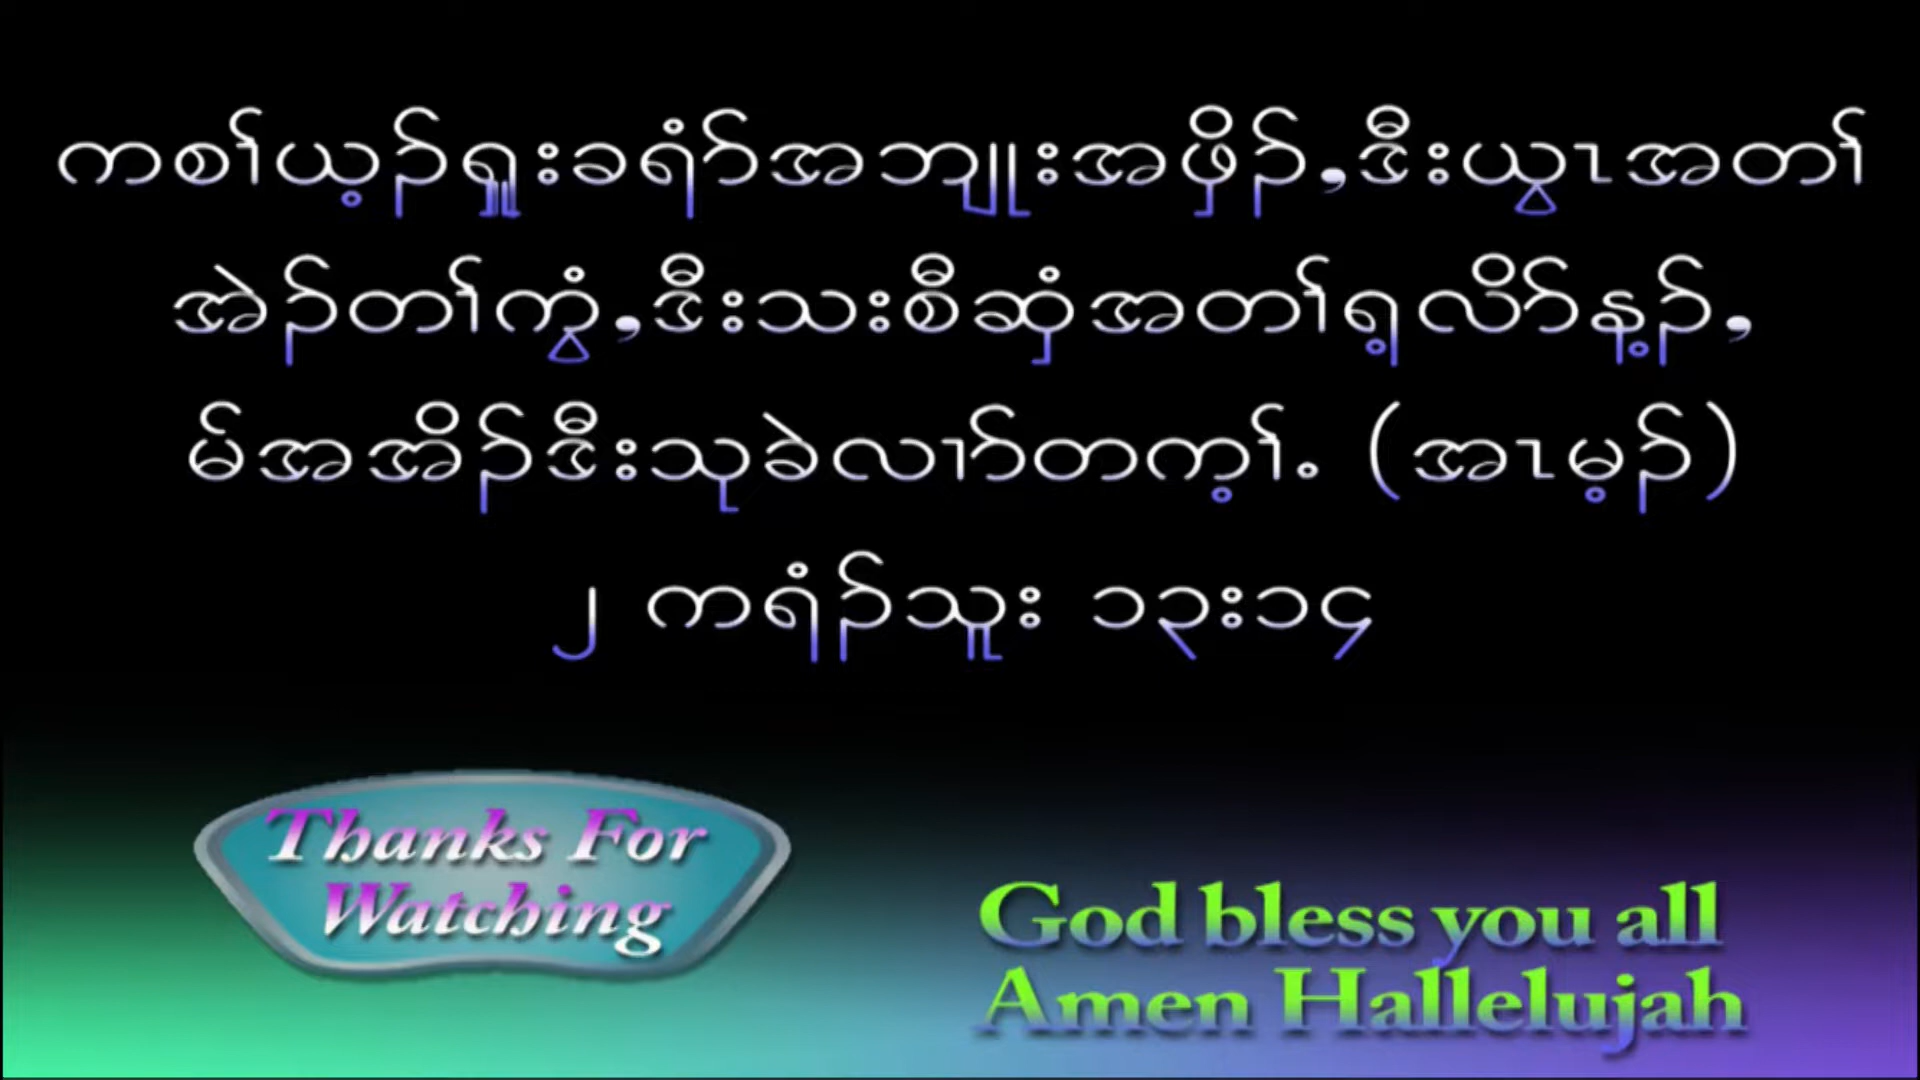 ကစၢ်ယ့ၣ်ရှူးခရံာ်အဘျုးအဖှိၣ်,ဒီးယွၤအတၢ်
အဲၣ်တၢ်ကွံ,ဒီးသးစီဆှံအတၢ်ရ့လိာ်န့ၣ်,
မ်အအိၣ်ဒီးသုခဲလၢာ်တက့ၢ်. (အၤမ့ၣ်)
၂ ကရံၣ်သူး ၁၃း၁၄
Thanks For
Watching
God bless you all
Amen Hallelujah